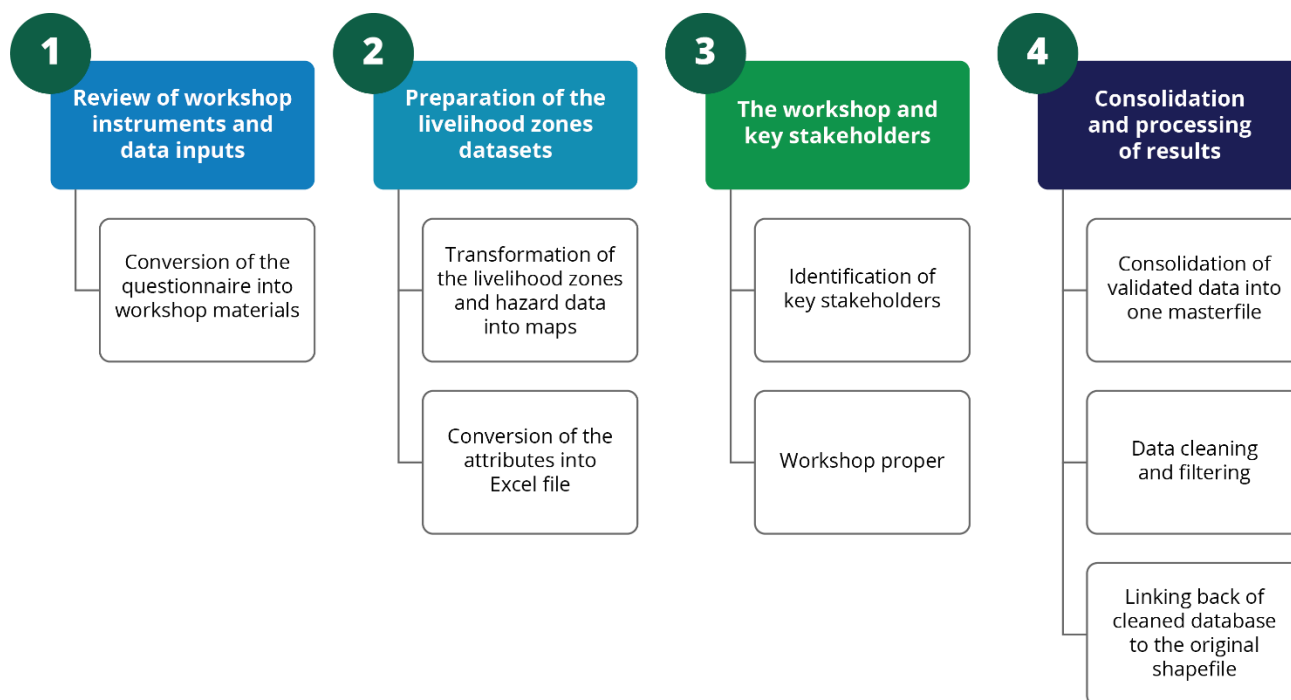 1
Review of workshop
instruments and
data inputs
Conversion of the
questionnaire into
workshop materials
2
Preparation of the
livelihood zones
datasets
Transformation of
the livelihood zones
and hazard data
into maps
Conversion of the
attributes into
Excel file
3
The workshop and
key stakeholders
Identification of
key stakeholders
Workshop proper
4
Consolidation
and processing
of results
Consolidation of
validated data into
one masterfile
Data cleaning
and filtering
Linking back of
cleaned database
to the original
shapefile